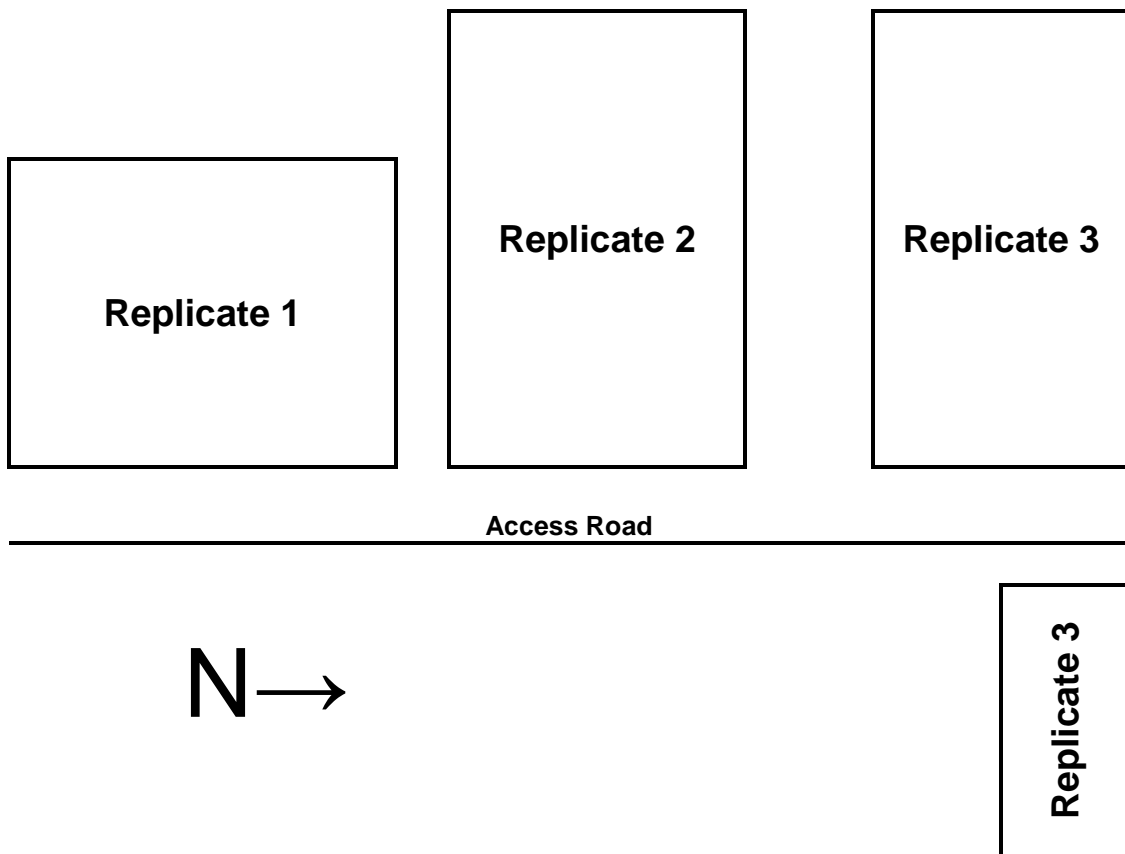 Replicate 1
Replicate 2
Replicate 3
Access Road
N→
Replicate 3